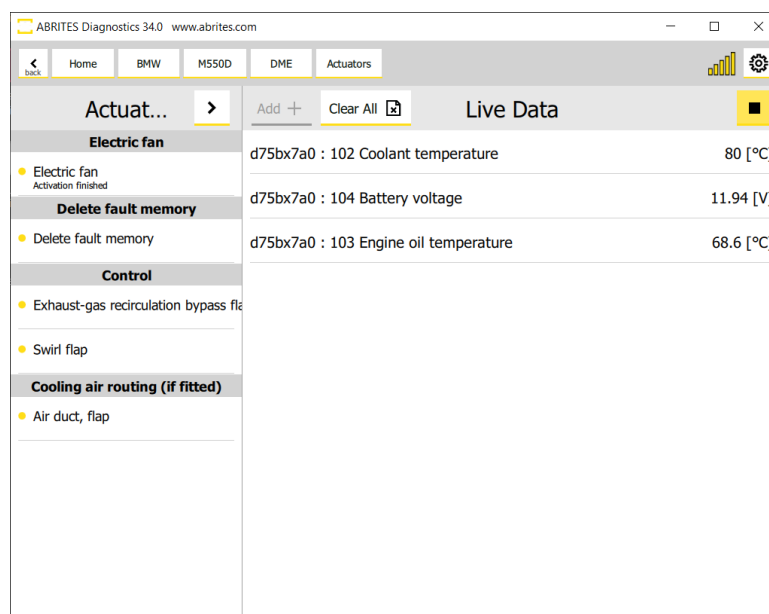 ABRITES Diagnostics 34.0 www.abrites.com
back
Home
BMW
M550D
DME
Actuators
Actuat...
Add
Clear All
Live Data
Electric fan
Electric fan
Activation finished
Delete fault memory
Delete fault memory
Control
Exhaust-gas recirculation bypass fla
Swirl flap
Cooling air routing (if fitted)
Air duct, flap
d75bx7a0 : 102 Coolant temperature 80 [°C]
d75bx7a0 : 104 Battery voltage 11.94 [V]
d75bx7a0 : 103 Engine oil temperature 68.6 [°C]